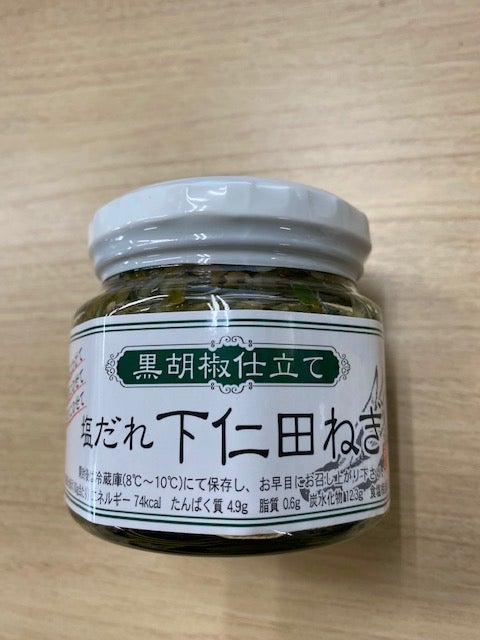 黒胡椒仕立て
塩だれ下仁田ねぎ
冷蔵庫(8℃~10℃)にて保存し、お早目にお召し上がり下さい
エネルギー 74kcal たんぱく質 4.9g 脂質 0.6g 炭水化物 12.3g